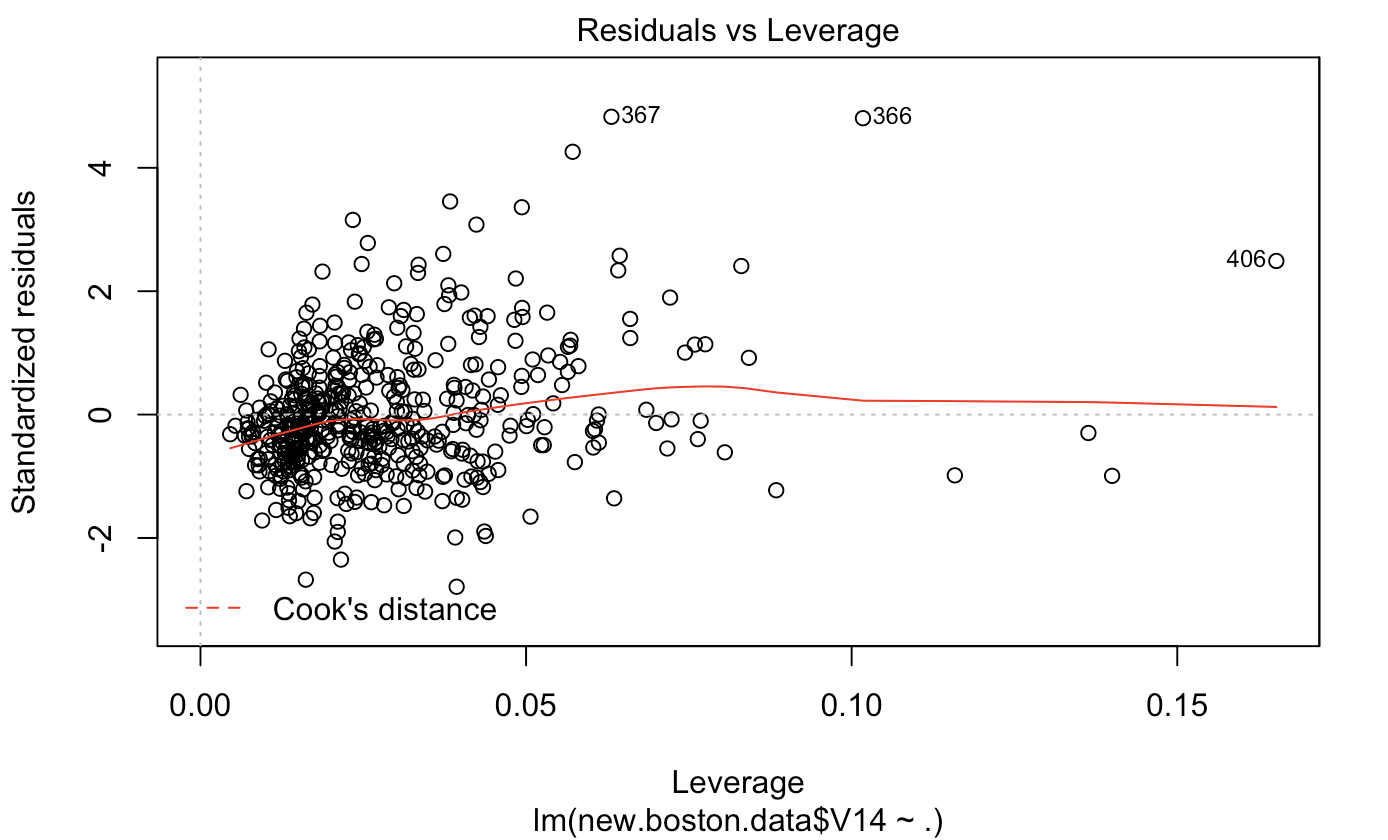 Residuals vs Leverage
Standardized residuals
4
2
0
-2
367
366
406
Cook's distance
0.00 0.05 0.10 0.15
Leverage
lm(new.boston.data$V14 ~ .)